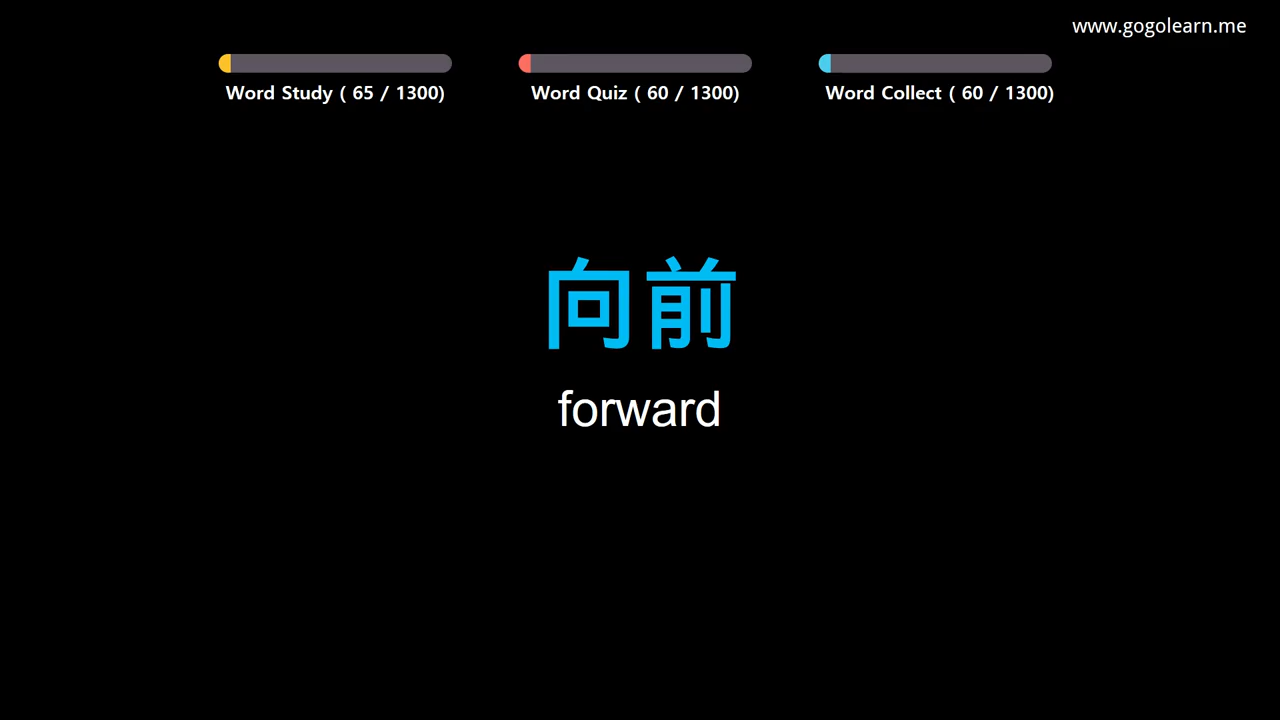 www.gogolearn.me
Word Study ( 65 / 1300)
Word Quiz ( 60 / 1300)
Word Collect ( 60 / 1300)
向前
forward